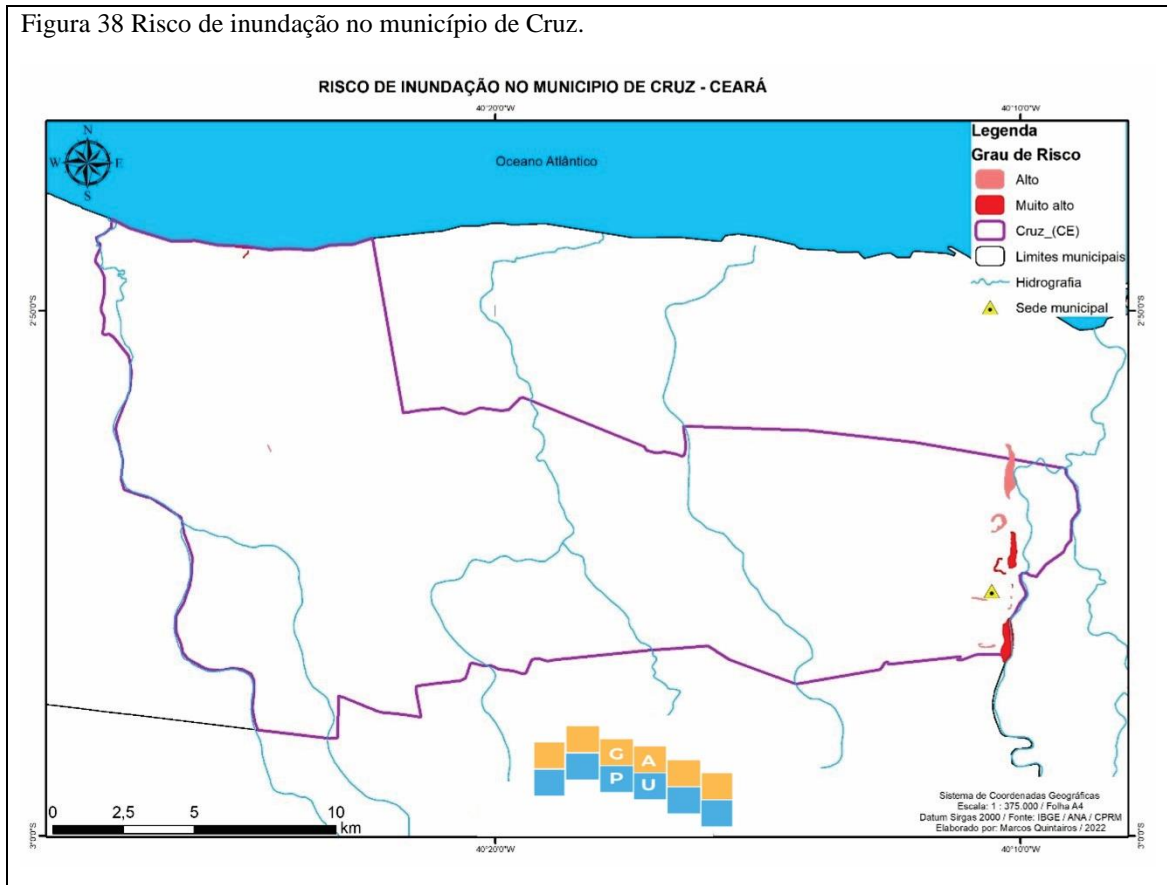 Figura 38 Risco de inundação no município de Cruz.
RISCO DE INUNDAÇÃO NO MUNICIPIO DE CRUZ - CEARÁ
40°20'0"W
40°10'0"W
N
W
E
S
Oceano Atlântico
Legenda
Grau de Risco
Alto
Muito alto
Cruz_(CE)
Limites municipais
Hidrografia
Sede municipal
2°50'0"S
2°50'0"S
G A
P U
0 2,5 5 10
km
Sistema de Coordenadas Geográficas
Escala: 1 : 375.000 / Folha A4
Datum Sirgas 2000 / Fonte: IBGE / ANA / CPRM
Elaborado por: Marcos Quintairos / 2022
3°0'0"S
3°0'0"S
40°20'0"W
40°10'0"W